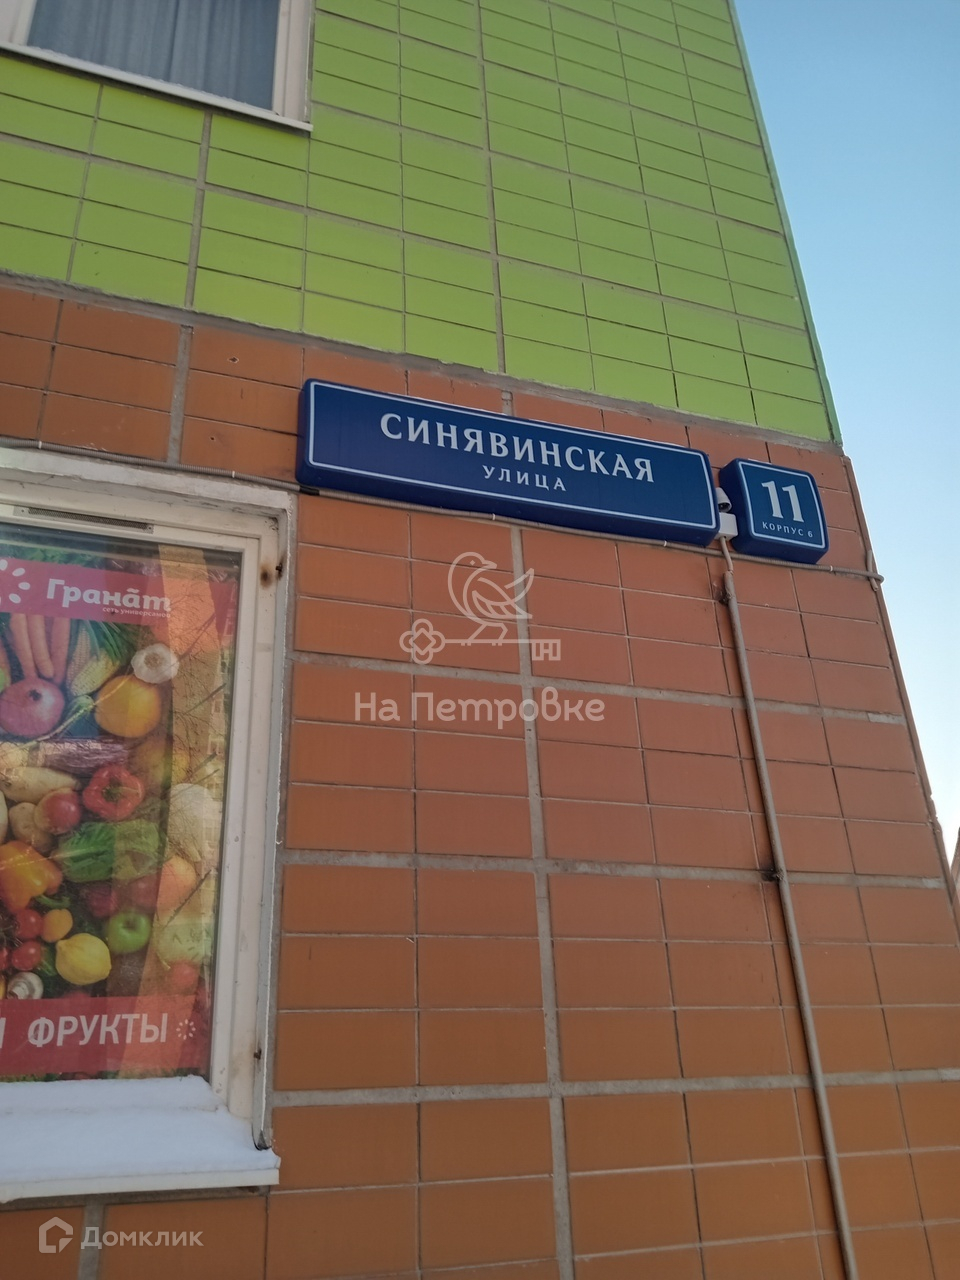 СИНЯВИНСКАЯ
УЛИЦА
11
КОРПУС 6
Гранат
сеть универсамов
На Петровке
ФРУКТЫ
Домклик